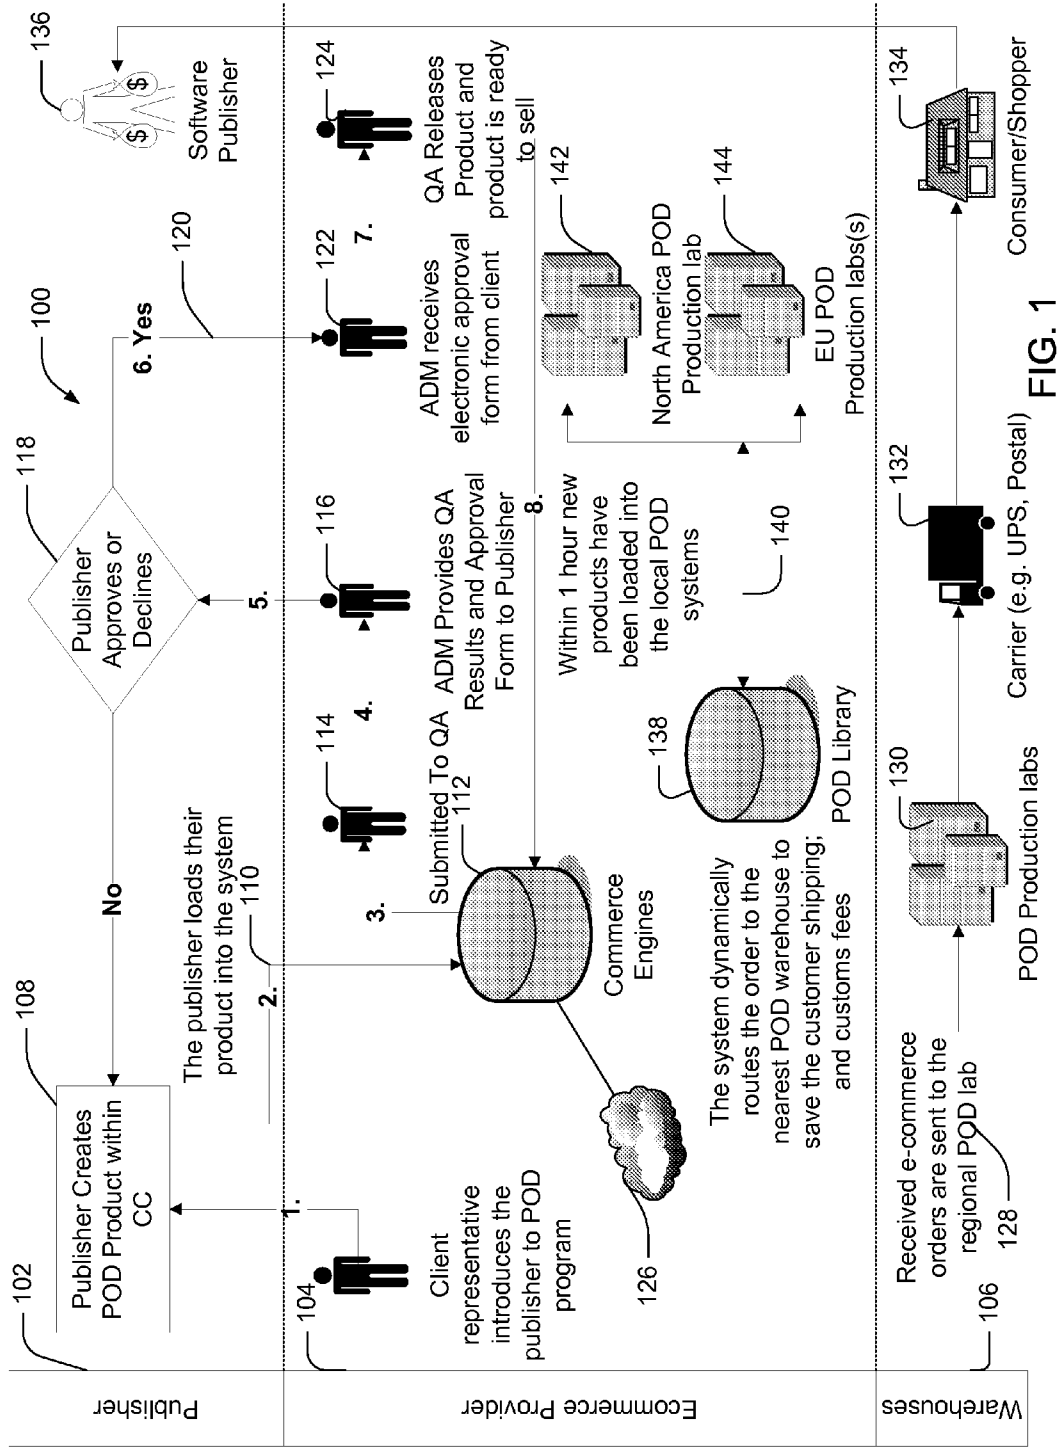 Publisher
Ecommerce Provider
Warehouses
102
104
106
Publisher Creates
POD Product within
CC
108
No
Publisher
Approves or
Declines
118
100
6. Yes
120
136
$
$
Software
Publisher
The publisher loads their
product into the system
110
2.
1.
Client
representative
introduces the
publisher to POD
program
3.
Submitted To QA
112
Commerce
Engines
114
4.
5.
116
ADM Provides QA
Results and Approval
Form to Publisher
122
ADM receives
electronic approval
form from client
7.
124
QA Releases
Product and
product is ready
to sell
8.
126
The system dynamically
routes the order to the
nearest POD warehouse to
save the customer shipping;
and customs fees
138
POD Library
Within 1 hour new
products have
been loaded into
the local POD
systems
140
142
North America POD
Production lab
144
EU POD
Production labs(s)
Received e-commerce
orders are sent to the
regional POD lab
128
130
POD Production labs
132
Carrier (e.g. UPS, Postal)
134
Consumer/Shopper
FIG. 1